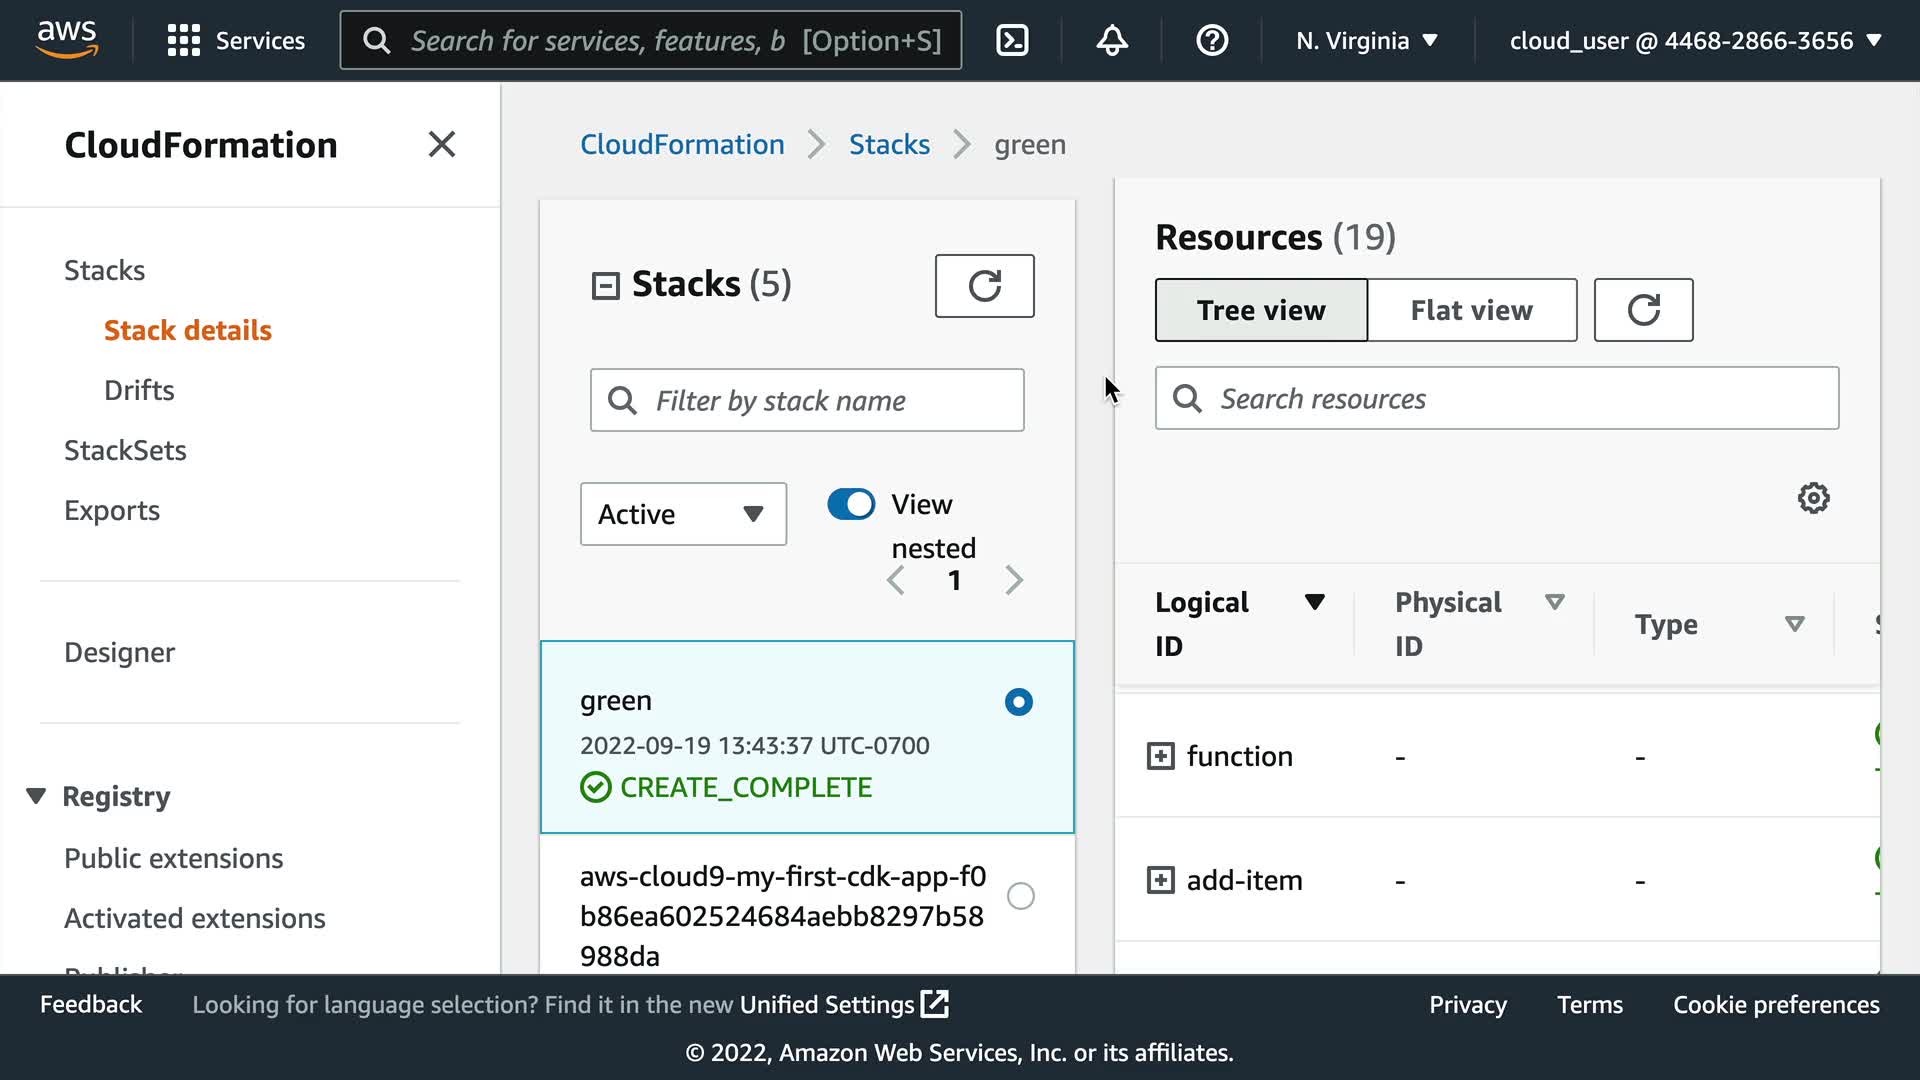 aws
Services
Search for services, features, b [Option+S]
N. Virginia
cloud_user @ 4468-2866-3656
CloudFormation
Stacks
Stack details
Drifts
StackSets
Exports
Designer
Registry
Public extensions
Activated extensions
Publisher
CloudFormation
Stacks
green
Stacks (5)
Filter by stack name
Active
View
nested
1
green
2022-09-19 13:43:37 UTC-0700
CREATE_COMPLETE
aws-cloud9-my-first-cdk-app-f0
b86ea602524684aebb8297b58
988da
Resources (19)
Tree view
Flat view
Search resources
Logical
ID
Physical
ID
Type
function - -
add-item - -
Feedback
Looking for language selection? Find it in the new Unified Settings
Privacy
Terms
Cookie preferences
© 2022, Amazon Web Services, Inc. or its affiliates.